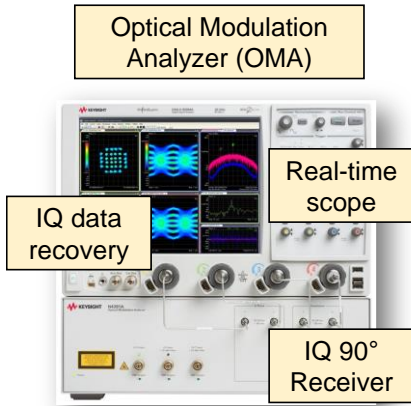 Optical Modulation
Analyzer (OMA)
KEYSIGHT
Real-time
scope
IQ data
recovery
KEYSIGHT
IQ 90°
Receiver